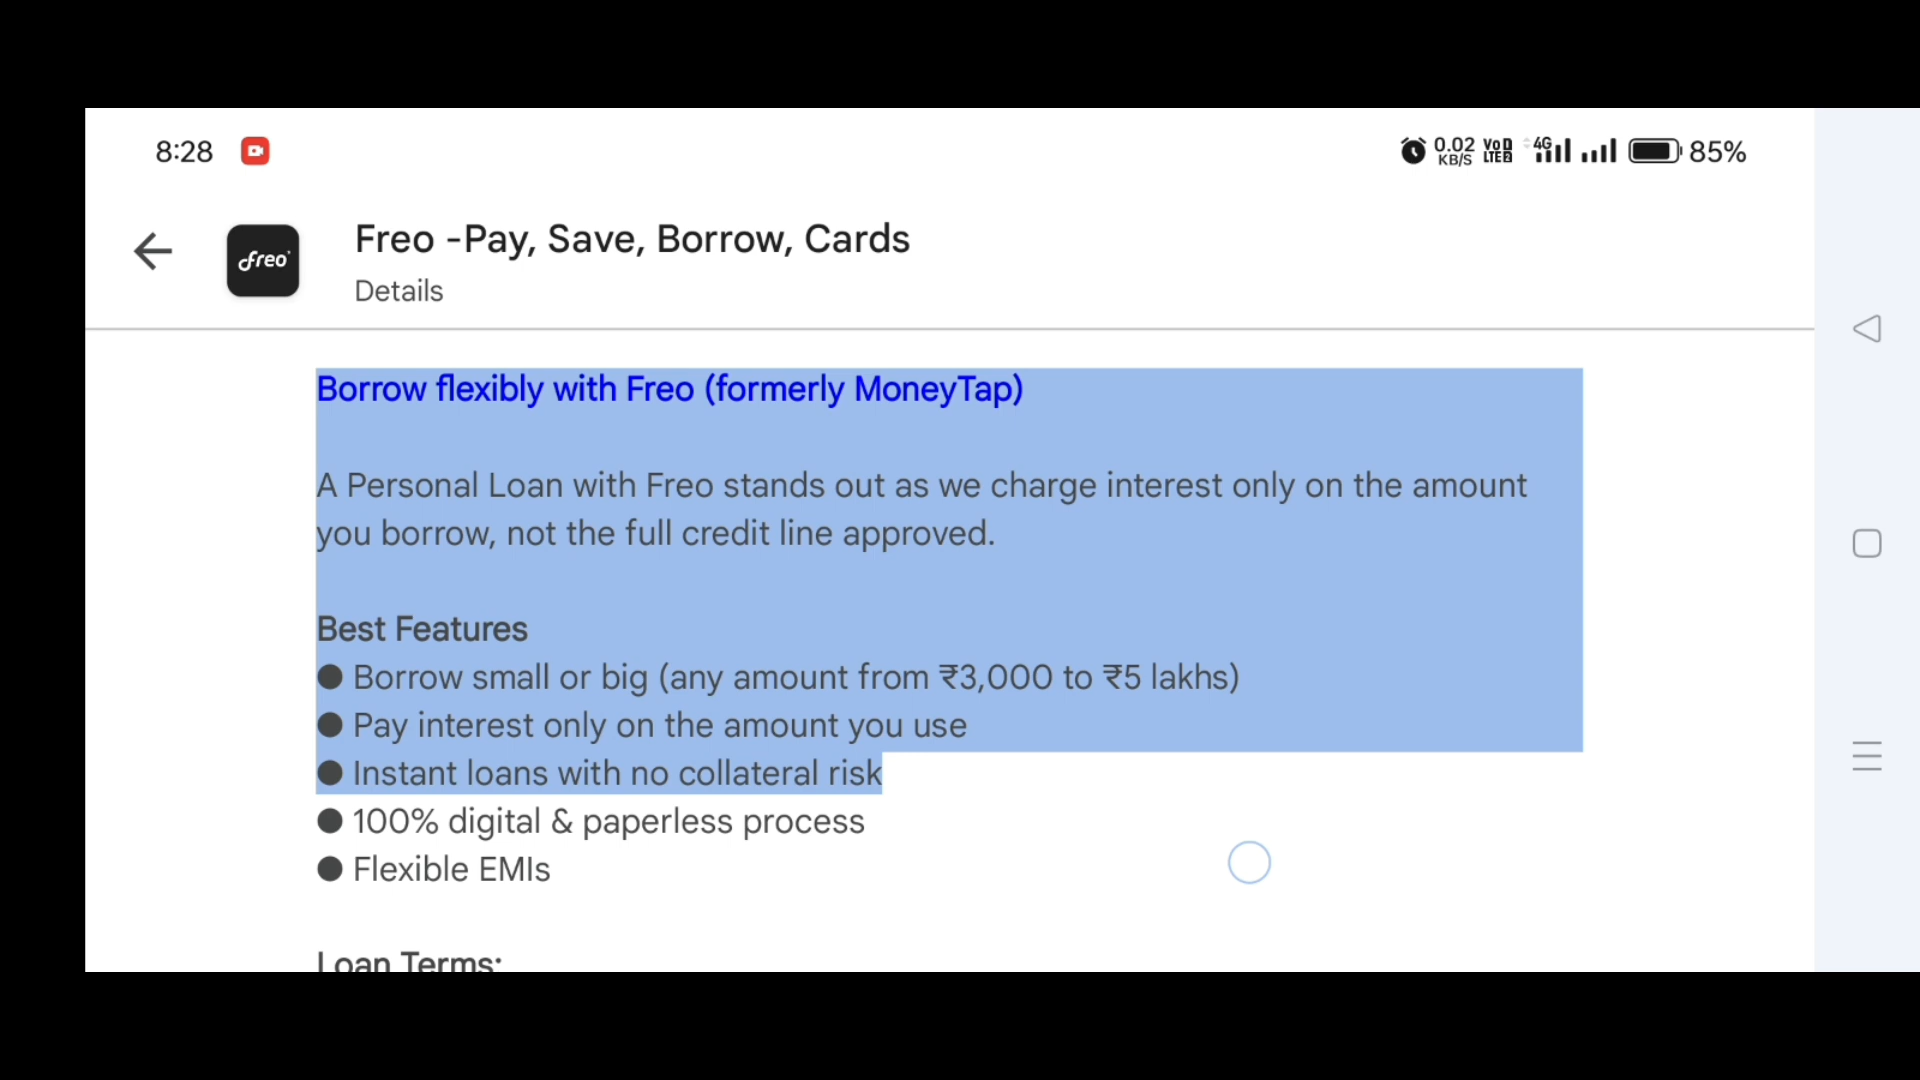 8:28
0.02 KB/S Vo LTE 2 4G 85%
freo
Freo -Pay, Save, Borrow, Cards
Details
Borrow flexibly with Freo (formerly MoneyTap)
A Personal Loan with Freo stands out as we charge interest only on the amount
you borrow, not the full credit line approved.
Best Features
● Borrow small or big (any amount from ₹3,000 to ₹5 lakhs)
● Pay interest only on the amount you use
● Instant loans with no collateral risk
● 100% digital & paperless process
● Flexible EMIs
Loan Terms: